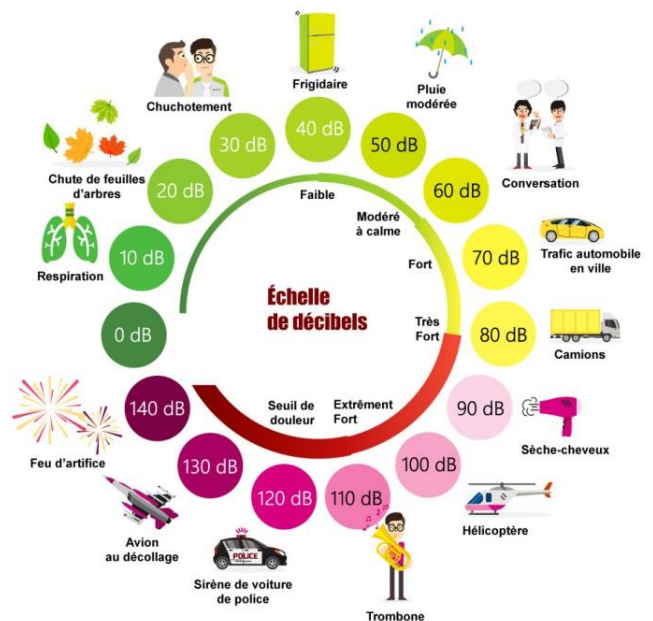 Échelle
de décibels
0 dB
10 dB
Respiration
20 dB
Chute de feuilles
d'arbres
30 dB
Chuchotement
40 dB
Frigidaire
50 dB
Pluie
modérée
60 dB
Conversation
70 dB
Trafic automobile
en ville
80 dB
Camions
90 dB
Sèche-cheveux
100 dB
Hélicoptère
110 dB
Trombone
120 dB
POLICE
Sirène de voiture
de police
130 dB
Avion
au décollage
140 dB
Feu d'artifice
Faible
Modéré
à calme
Fort
Très
Fort
Extrêment
Fort
Seuil de
douleur